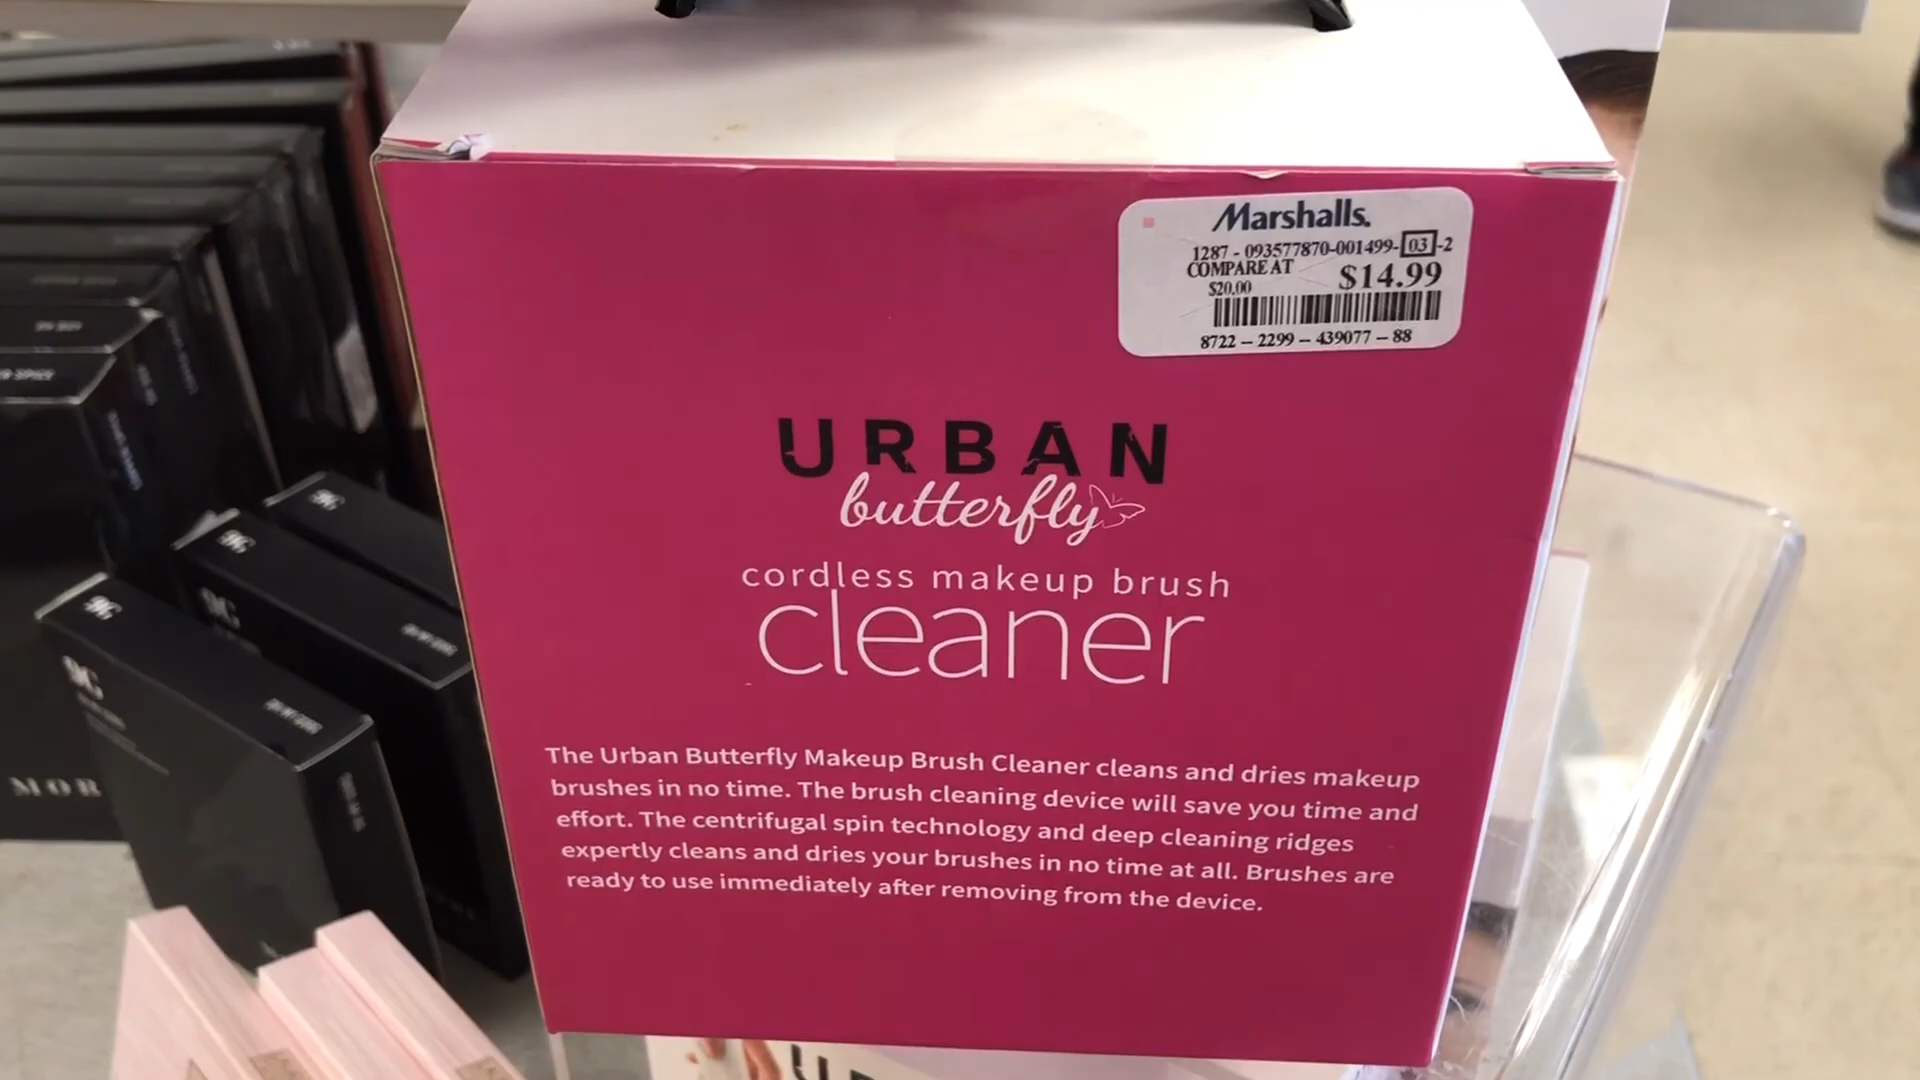 Marshalls.
1287 - 093577870-001499-03-2
COMPARE AT
$14.99
$20.00
8722 - 2299 - 439077 - 88
URBAN
butterfly
cordless makeup brush
cleaner
The Urban Butterfly Makeup Brush Cleaner cleans and dries makeup
brushes in no time. The brush cleaning device will save you time and
effort. The centrifugal spin technology and deep cleaning ridges
expertly cleans and dries your brushes in no time at all. Brushes are
ready to use immediately after removing from the device.
MOR